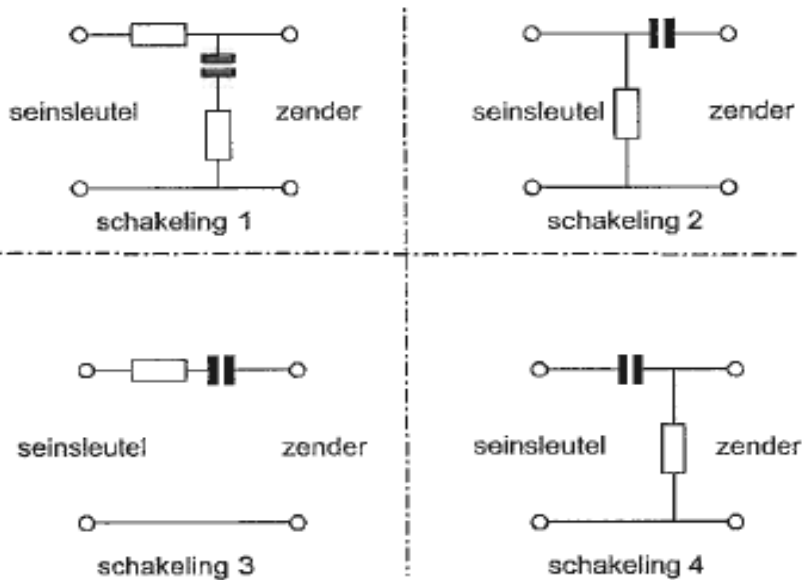 seinsleutel zender
schakeling 1
seinsleutel zender
schakeling 2
seinsleutel zender
schakeling 3
seinsleutel zender
schakeling 4